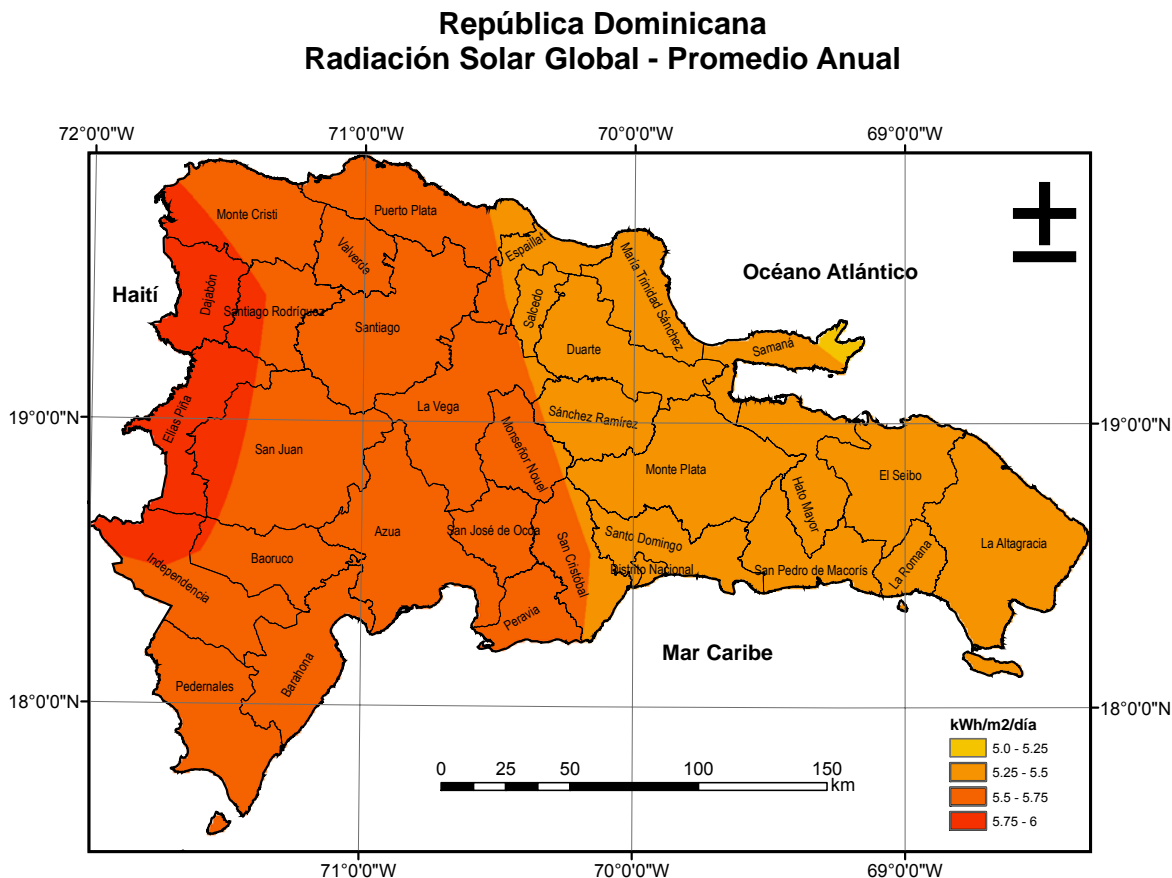 República Dominicana
Radiación Solar Global - Promedio Anual
72°0'0"W
71°0'0"W
70°0'0"W
69°0'0"W
Monte Cristi
Puerto Plata
Valverde
Espaillat
María Trinidad Sánchez
Océano Atlántico
Haití
Dajabón
Santiago Rodríguez
Santiago
Salcedo
Duarte
Samaná
19°0'0"N
19°0'0"N
Elías Piña
La Vega
Sánchez Ramírez
San Juan
Monseñor Nouel
Monte Plata
El Seibo
Hato Mayor
Azua
San José de Ocoa
Santo Domingo
La Altagracia
Baoruco
Independencia
San Cristóbal
Distrito Nacional
San Pedro de Macorís
La Romana
Peravia
Mar Caribe
Pedernales
Barahona
18°0'0"N
18°0'0"N
kWh/m2/día
5.0 - 5.25
5.25 - 5.5
5.5 - 5.75
5.75 - 6
0 25 50 100 150
km
71°0'0"W
70°0'0"W
69°0'0"W